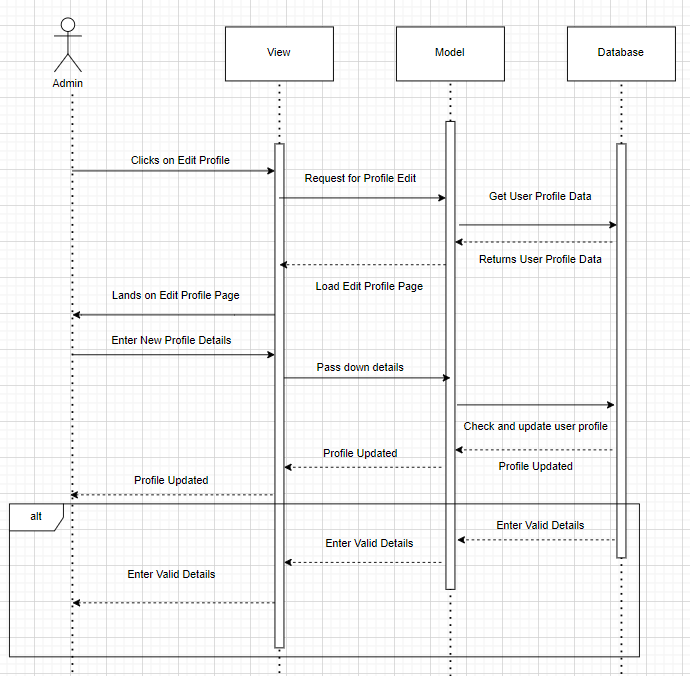 View
Model
Database
Admin
Clicks on Edit Profile
Request for Profile Edit
Get User Profile Data
Returns User Profile Data
Load Edit Profile Page
Lands on Edit Profile Page
Enter New Profile Details
Pass down details
Check and update user profile
Profile Updated
Profile Updated
Profile Updated
alt
Enter Valid Details
Enter Valid Details
Enter Valid Details